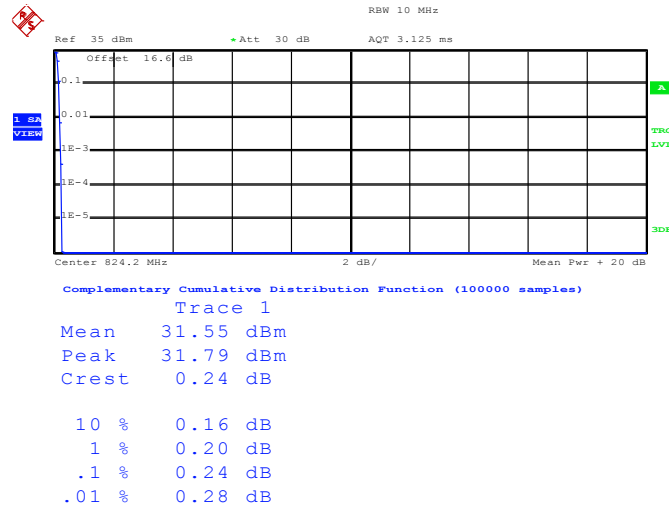 RBW 10 MHz
Ref 35 dBm *Att 30 dB AQT 3.125 ms
Offset 16.6 dB
0.1
A
0.01
1 SA
VIEW
TRG
LVL
1E-3
1E-4
1E-5
3DB
Center 824.2 MHz 2 dB/ Mean Pwr + 20 dB
Complementary Cumulative Distribution Function (100000 samples)
Trace 1
Mean 31.55 dBm
Peak 31.79 dBm
Crest 0.24 dB
10 % 0.16 dB
1 % 0.20 dB
.1 % 0.24 dB
.01 % 0.28 dB